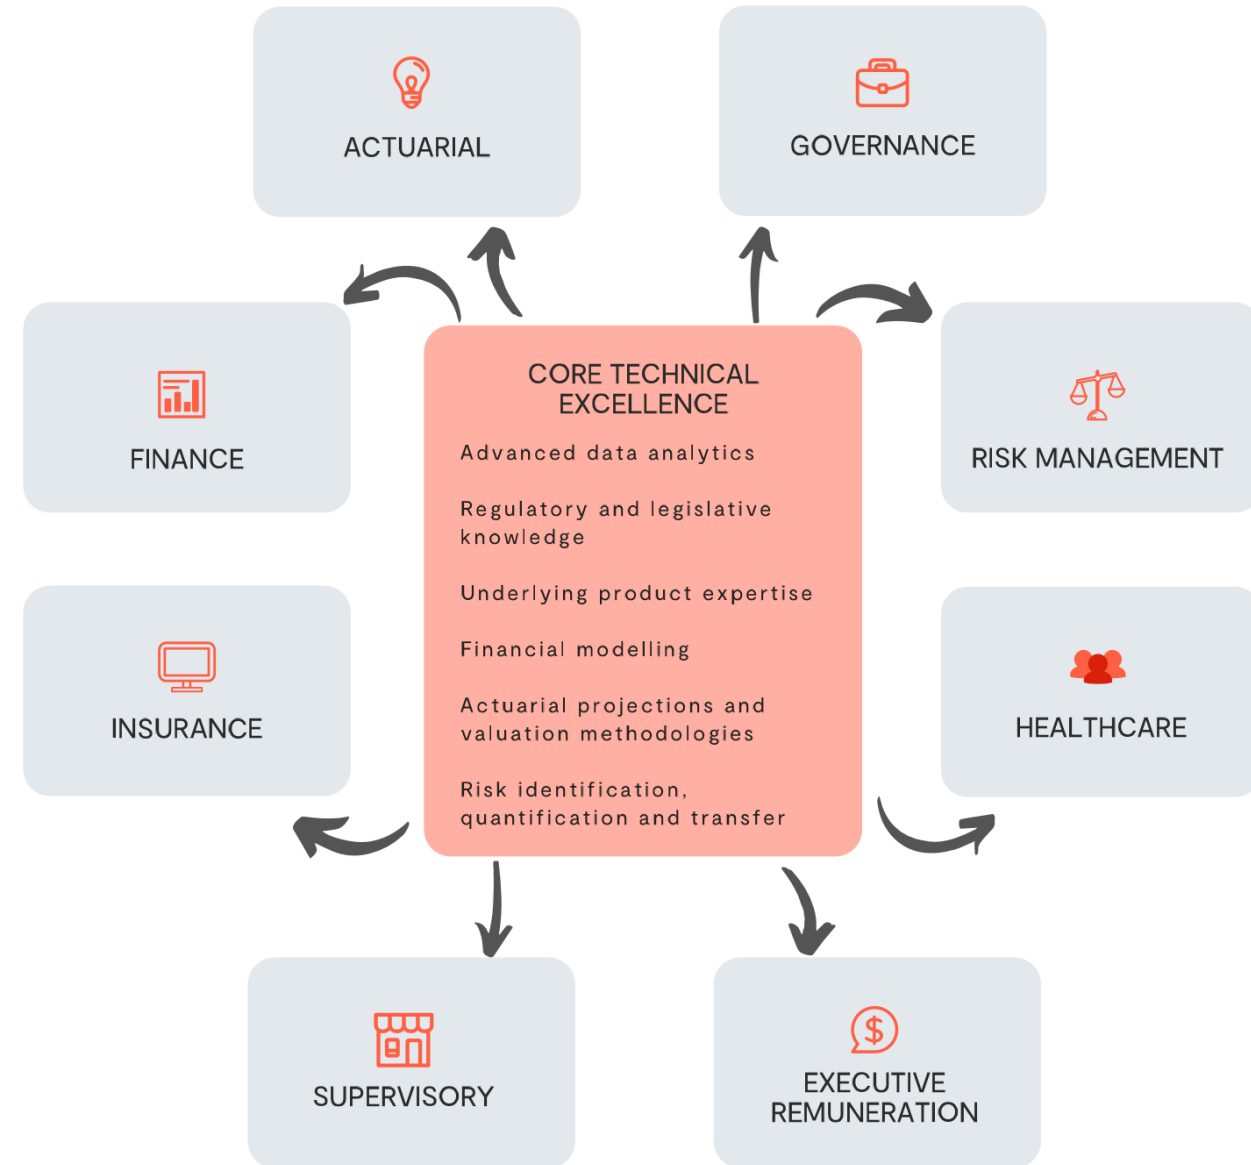 ACTUARIAL
GOVERNANCE
FINANCE
CORE TECHNICAL
EXCELLENCE
Advanced data analytics
Regulatory and legislative
knowledge
Underlying product expertise
Financial modelling
Actuarial projections and
valuation methodologies
Risk identification,
quantification and transfer
RISK MANAGEMENT
INSURANCE
HEALTHCARE
SUPERVISORY
$
EXECUTIVE
REMUNERATION